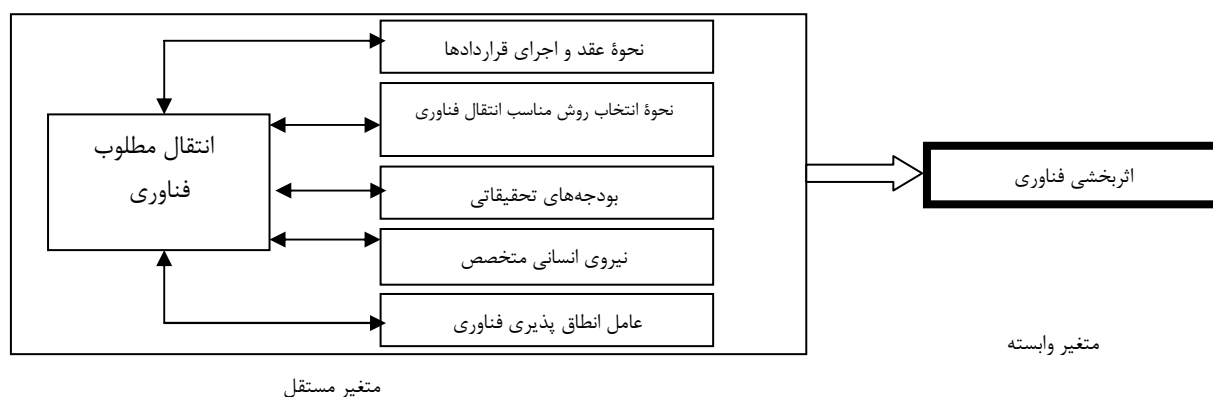 نحوۀ عقد و اجرای قراردادها
نحوۀ انتخاب روش مناسب انتقال فناوری
انتقال مطلوب
فناوری
بودجه‌های تحقیقاتی
نیروی انسانی متخصص
عامل انطاق پذیری فناوری
اثربخشی فناوری
متغیر وابسته
متغیر مستقل